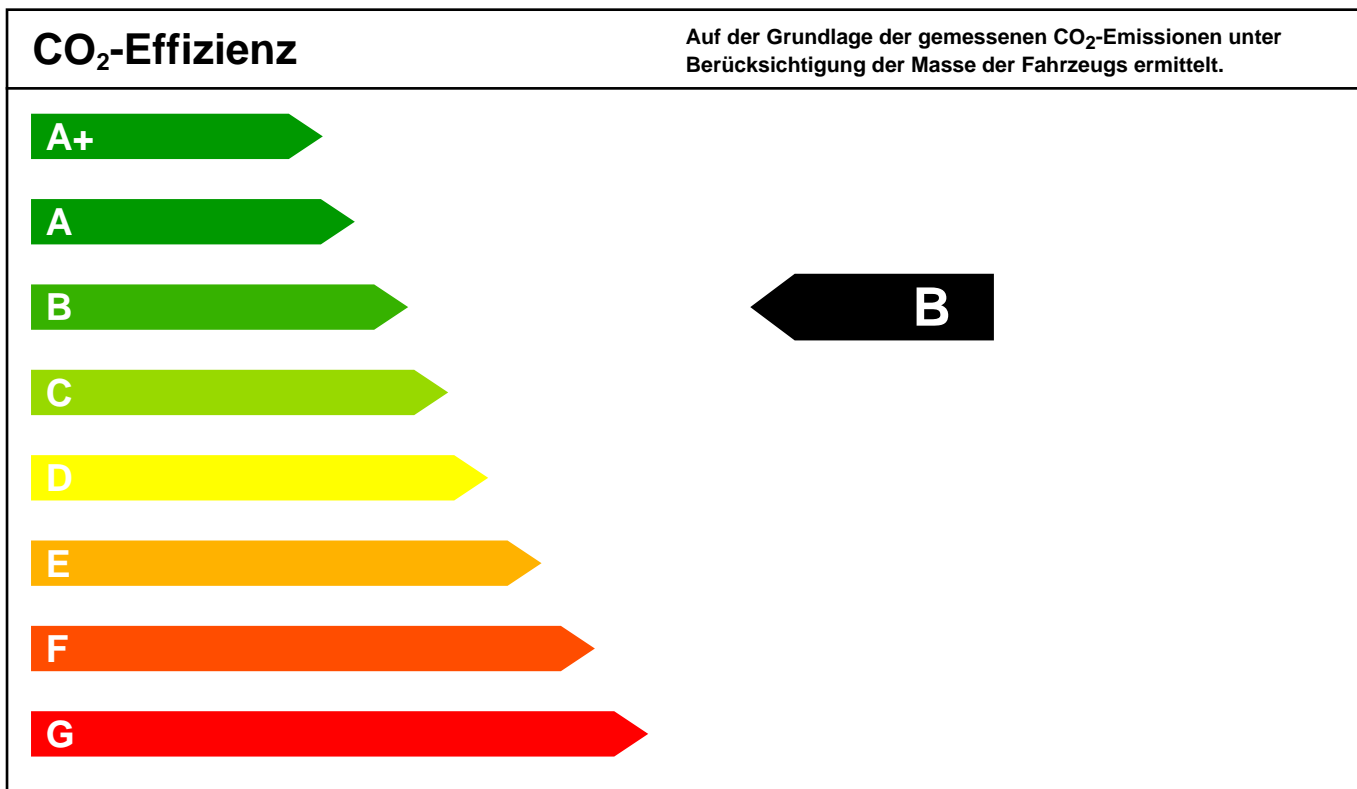 CO₂-Effizienz
Auf der Grundlage der gemessenen CO₂-Emissionen unter
Berücksichtigung der Masse der Fahrzeugs ermittelt.
A+
A
B
B
C
D
E
F
G